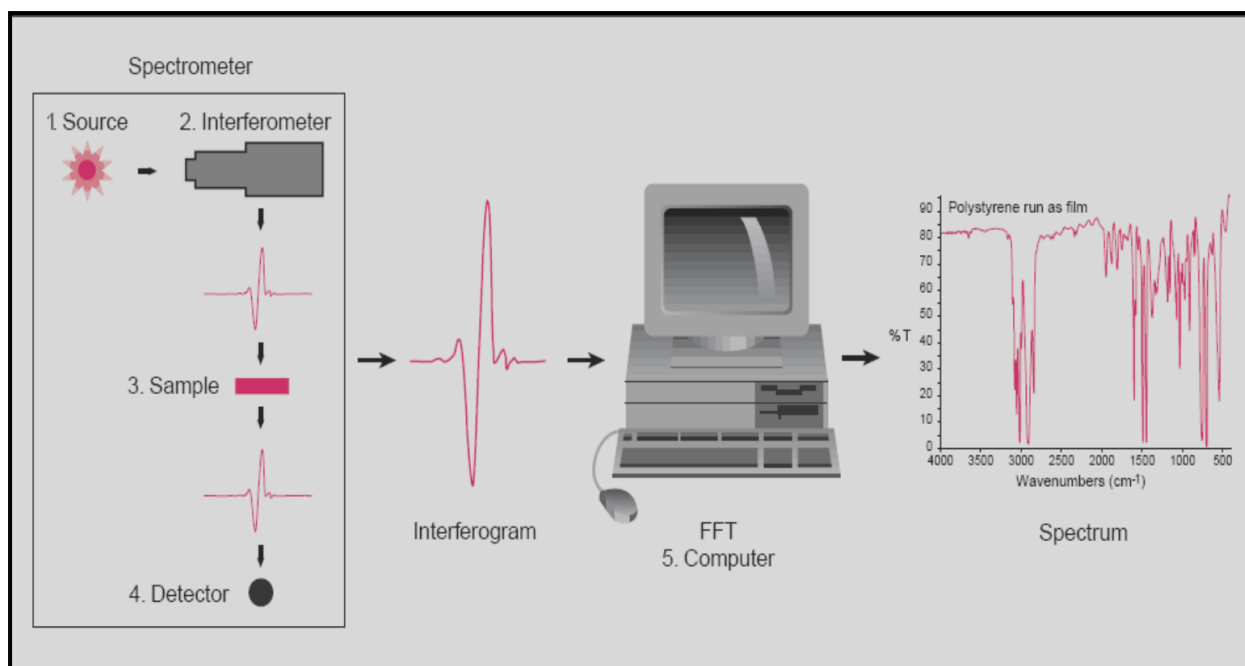 Spectrometer
1. Source
2. Interferometer
3. Sample
4. Detector
Interferogram
FFT
5. Computer
Polystyrene run as film
90
80
70
60
50
%T
40
30
20
10
0
4000 3500 3000 2500 2000 1500 1000 500
Wavenumbers (cm-1)
Spectrum